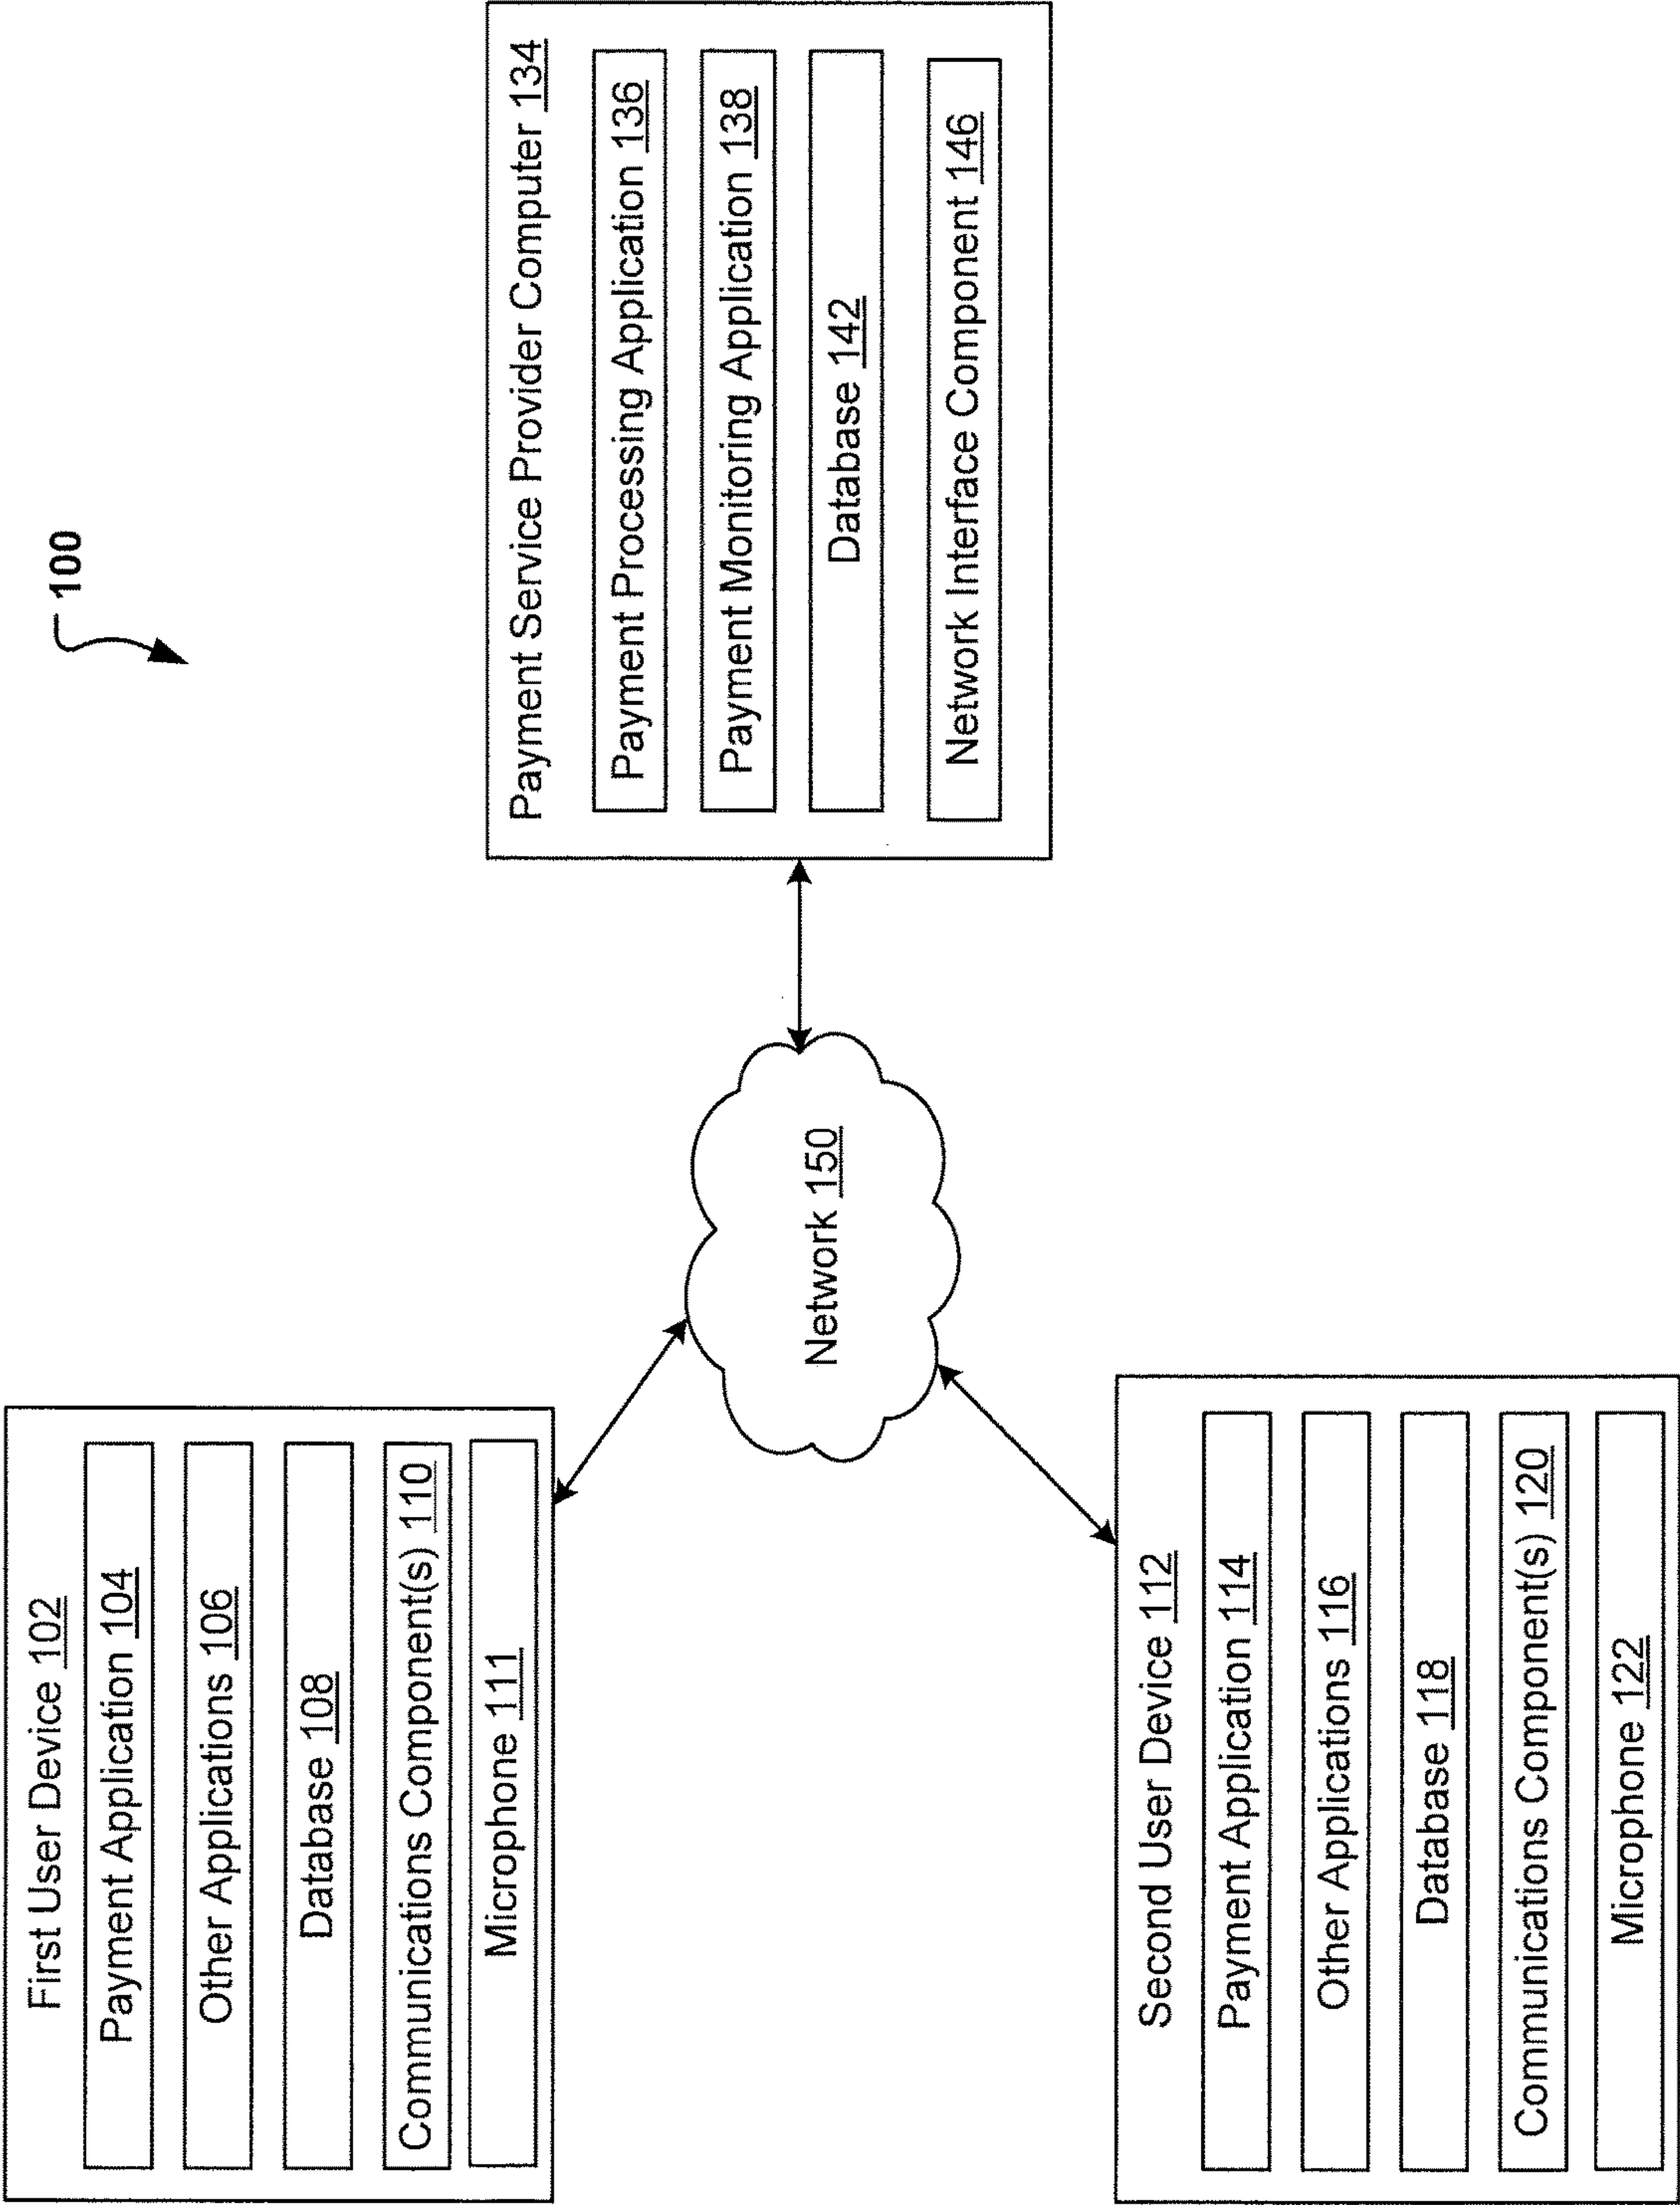 100
First User Device 102
Payment Application 104
Other Applications 106
Database 108
Communications Component(s) 110
Microphone 111
Network 150
Payment Service Provider Computer 134
Payment Processing Application 136
Payment Monitoring Application 138
Database 142
Network Interface Component 146
Second User Device 112
Payment Application 114
Other Applications 116
Database 118
Communications Component(s) 120
Microphone 122